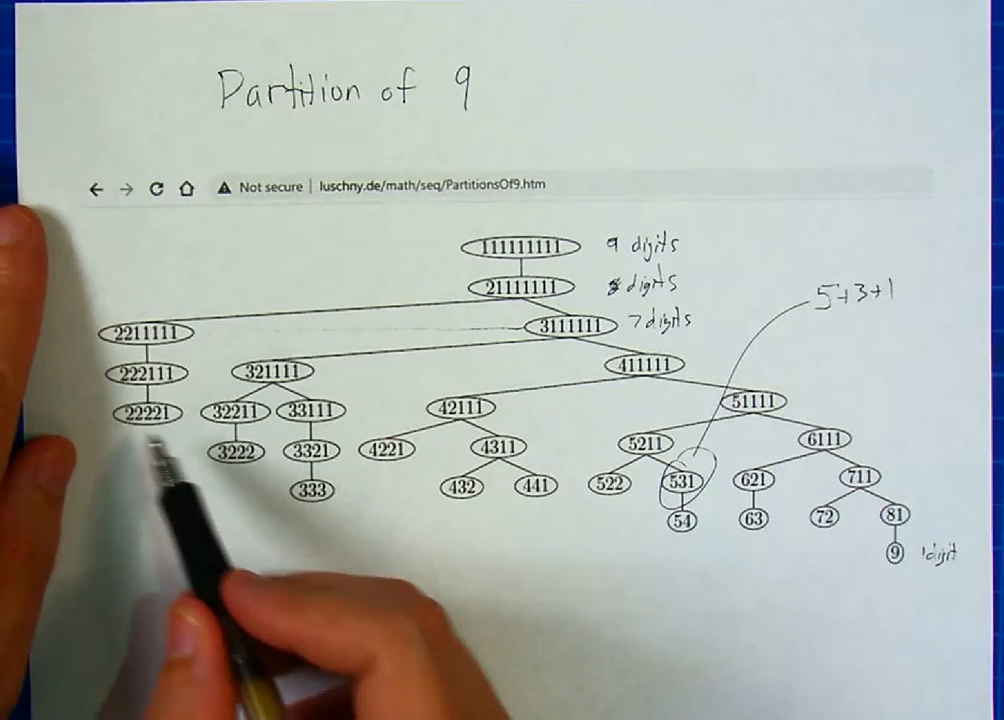 Partition of 9
Not secure | luschny.de/math/seq/PartitionsOf9.htm
111111111 9 digits
21111111 8 digits
5+3+1
2211111 3111111 7 digits
222111 321111 411111
22221 32211 33111 42111 51111
3222 3321 4221 4311 5211 6111
333 432 441 522 531 621 711
54 63 72 81
9 1digit